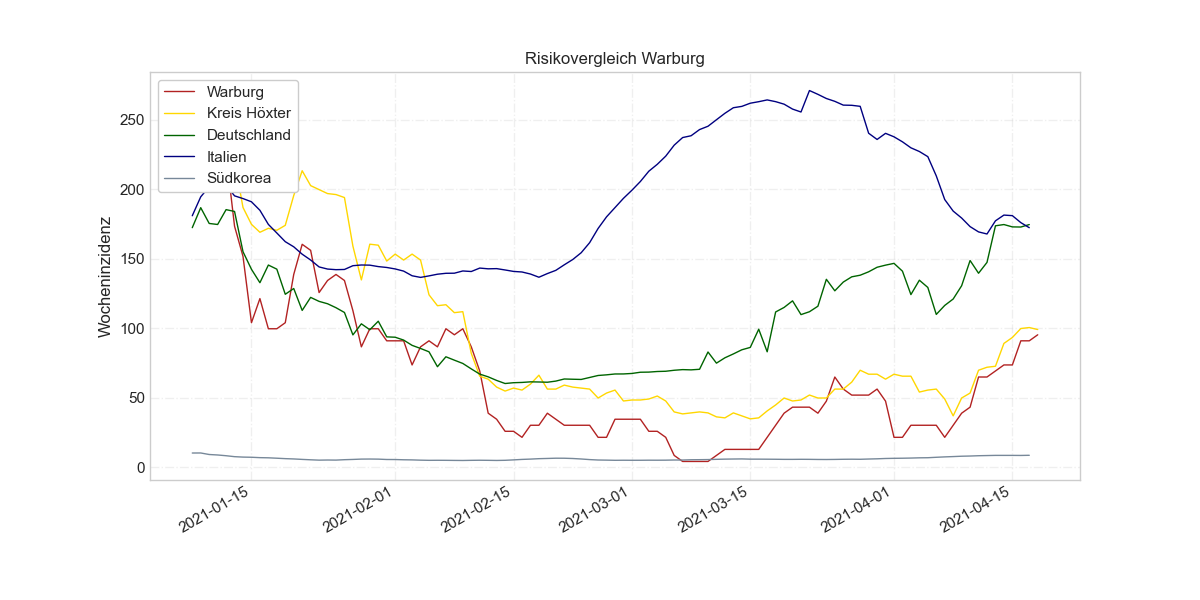 Risikovergleich Warburg
Warburg
Kreis Höxter
Deutschland
Italien
Südkorea
Wocheninzidenz
250
200
150
100
50
0
2021-01-15
2021-02-01
2021-02-15
2021-03-01
2021-03-15
2021-04-01
2021-04-15